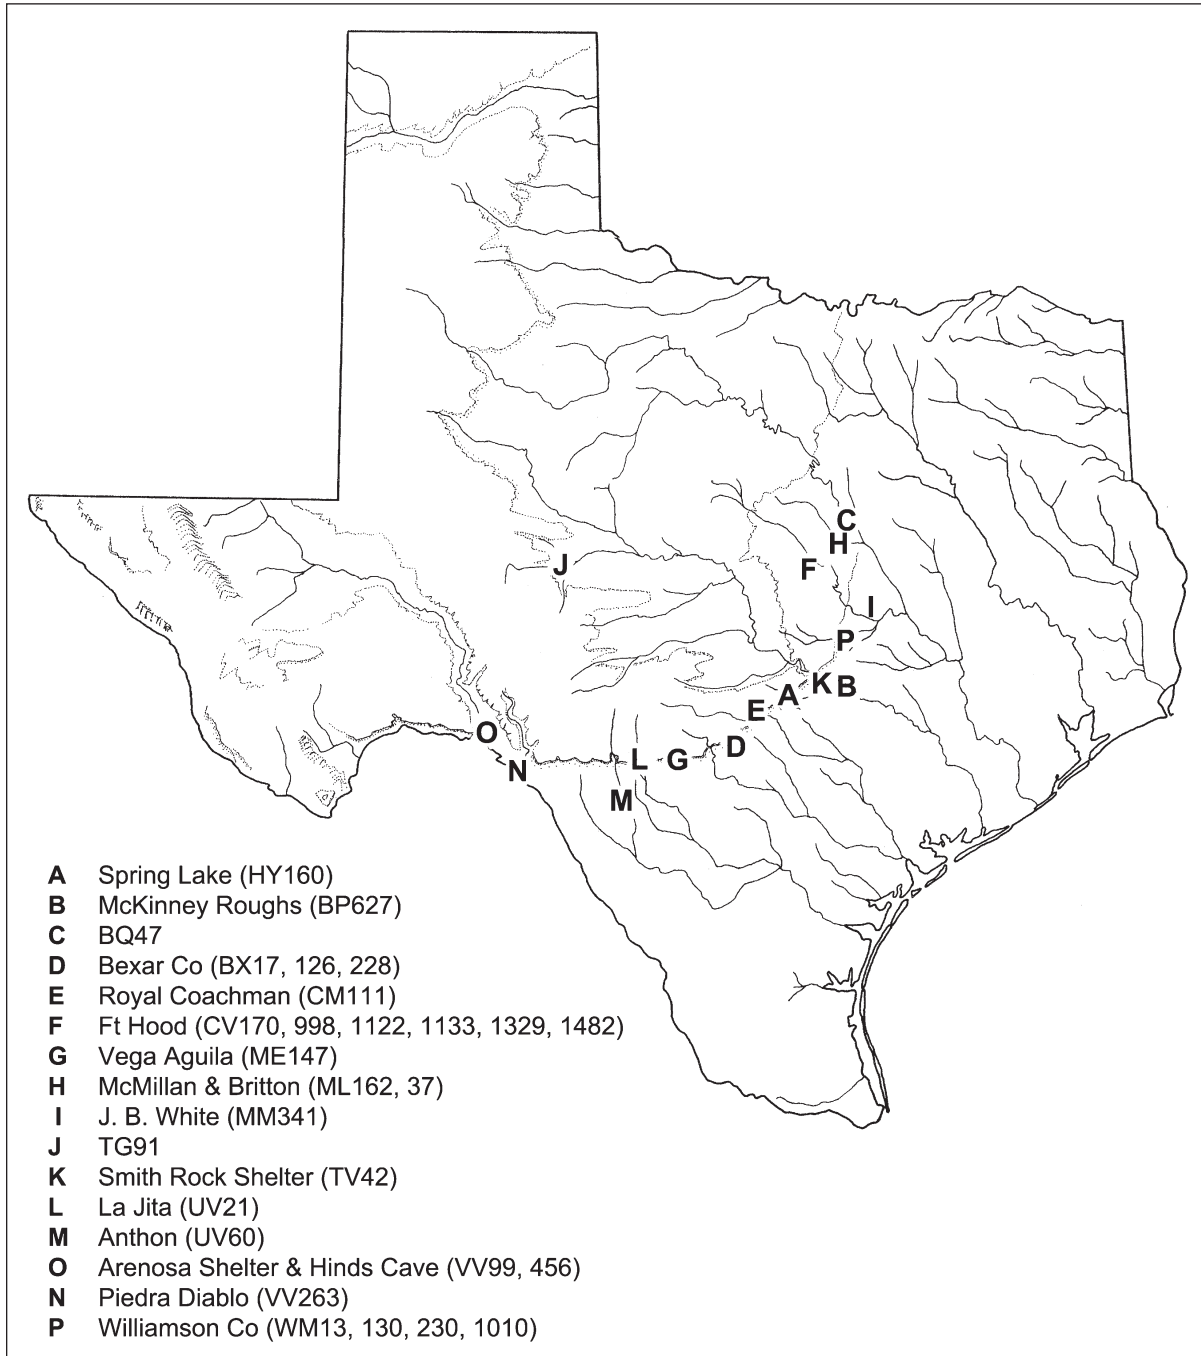 C
H
J
F
I
P
K B
A
E
O
D
L G
N
M
A Spring Lake (HY160)
B McKinney Roughs (BP627)
C BQ47
D Bexar Co (BX17, 126, 228)
E Royal Coachman (CM111)
F Ft Hood (CV170, 998, 1122, 1133, 1329, 1482)
G Vega Aguila (ME147)
H McMillan & Britton (ML162, 37)
I J. B. White (MM341)
J TG91
K Smith Rock Shelter (TV42)
L La Jita (UV21)
M Anthon (UV60)
O Arenosa Shelter & Hinds Cave (VV99, 456)
N Piedra Diablo (VV263)
P Williamson Co (WM13, 130, 230, 1010)